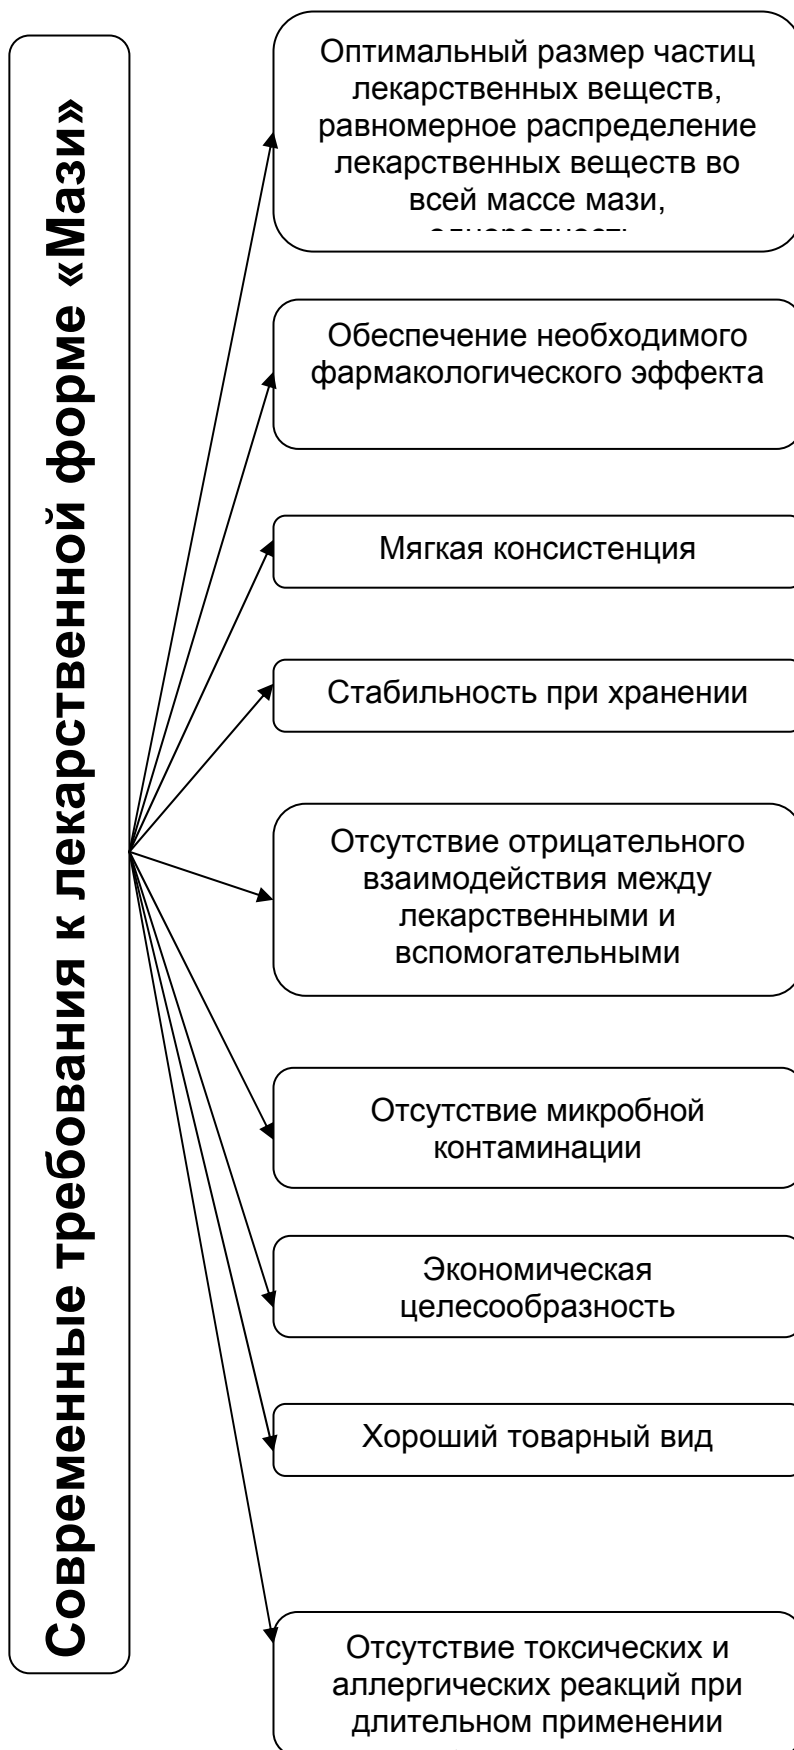 Современные требования к лекарственной форме «Мази»
Оптимальный размер частиц
лекарственных веществ,
равномерное распределение
лекарственных веществ во
всей массе мази,
Обеспечение необходимого
фармакологического эффекта
Мягкая консистенция
Стабильность при хранении
Отсутствие отрицательного
взаимодействия между
лекарственными и
вспомогательными
Отсутствие микробной
контаминации
Экономическая
целесообразность
Хороший товарный вид
Отсутствие токсических и
аллергических реакций при
длительном применении